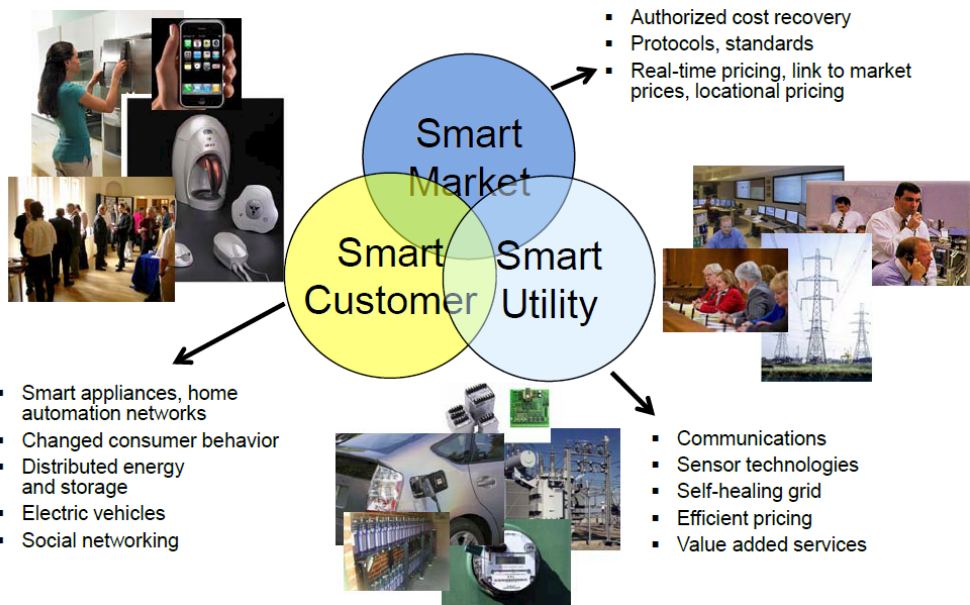 ▪ Authorized cost recovery
▪ Protocols, standards
▪ Real-time pricing, link to market
prices, locational pricing
Smart
Market
Smart
Customer
Smart
Utility
▪ Smart appliances, home
automation networks
▪ Changed consumer behavior
▪ Distributed energy
and storage
▪ Electric vehicles
▪ Social networking
▪ Communications
▪ Sensor technologies
▪ Self-healing grid
▪ Efficient pricing
▪ Value added services